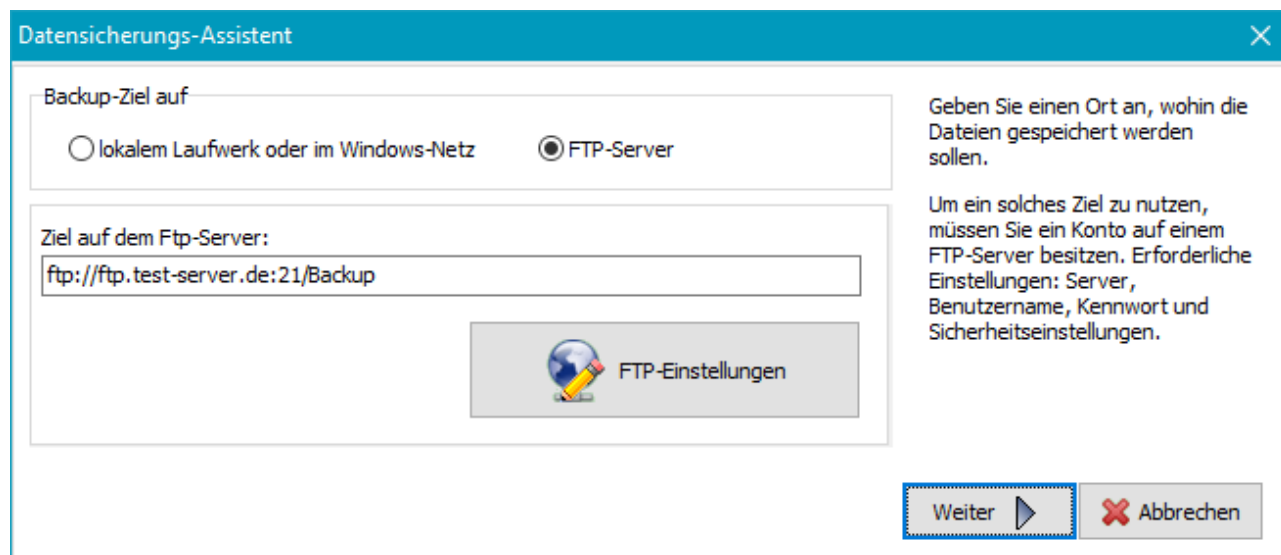 Datensicherungs-Assistent
Backup-Ziel auf
lokalem Laufwerk oder im Windows-Netz
FTP-Server
Ziel auf dem Ftp-Server:
ftp://ftp.test-server.de:21/Backup
FTP-Einstellungen
Geben Sie einen Ort an, wohin die
Dateien gespeichert werden
sollen.
Um ein solches Ziel zu nutzen,
müssen Sie ein Konto auf einem
FTP-Server besitzen. Erforderliche
Einstellungen: Server,
Benutzername, Kennwort und
Sicherheitseinstellungen.
Weiter
Abbrechen